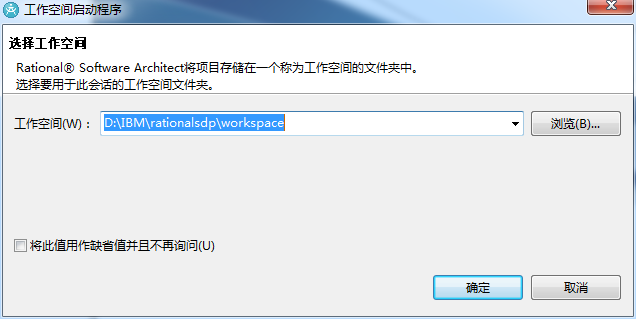 工作空间启动程序
选择工作空间
Rational® Software Architect将项目存储在一个称为工作空间的文件夹中。
选择要用于此会话的工作空间文件夹。
工作空间(W)： D:\IBM\rationalsdp\workspace 浏览(B)...
将此值用作缺省值并且不再询问(U)
确定 取消